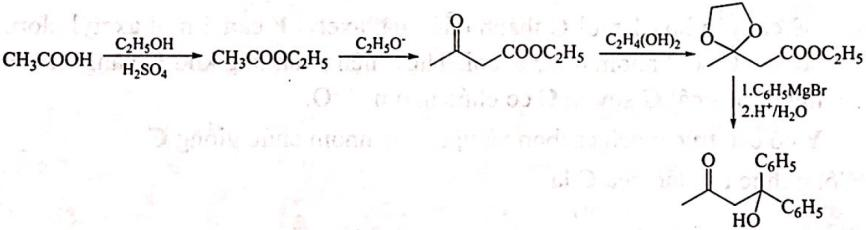 CH₃COOH C₂H₅OH H₂SO₄ CH₃COOC₂H₅ C₂H₅O⁻ O COOC₂H₅ C₂H₄(OH)₂ O O COOC₂H₅
1.C₆H₅MgBr
2.H⁺/H₂O
O C₆H₅
HO C₆H₅